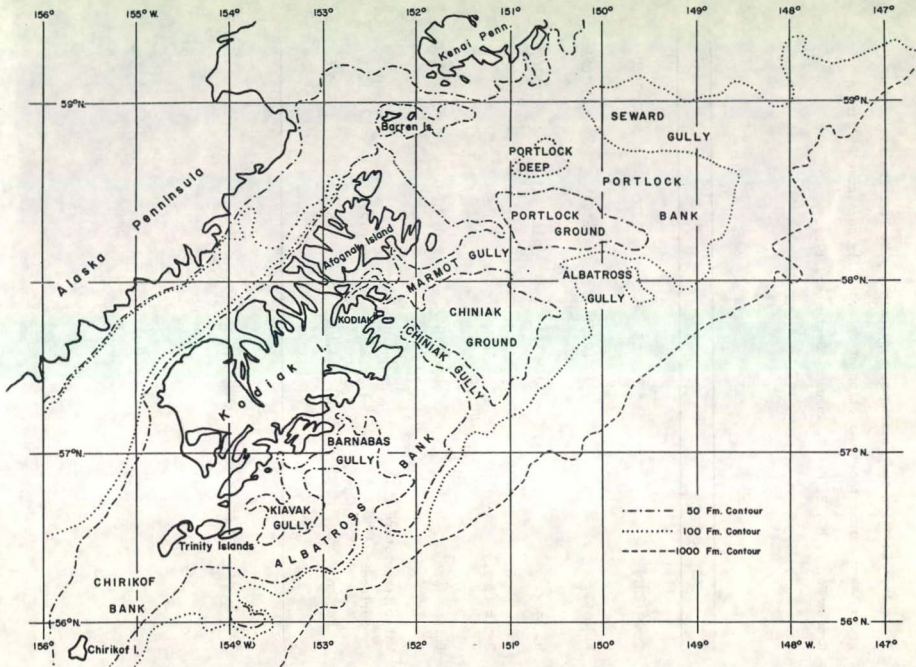 156°
155° W.
154°
153°
152°
151°
150°
149°
148°
147°
Kenai Penn.
59° N.
59° N.
Barren Is.
SEWARD
GULLY
PORTLOCK
DEEP
PORTLOCK
BANK
Alaska Penninsula
PORTLOCK
GROUND
Afognak Island
MARMOT GULLY
58° N.
58° N.
ALBATROSS
GULLY
KODIAK
CHINIAK
GROUND
CHINIAK GULLY
Kodiak I.
57° N.
57° N.
BARNABAS
GULLY
ALBATROSS BANK
KIAVAK
GULLY
50 Fm. Contour
100 Fm. Contour
1000 Fm. Contour
Trinity Islands
CHIRIKOF
BANK
56° N.
56° N.
Chirikof I.
156°
155°
154° W.
153°
152°
151°
150°
149°
148° W.
147°